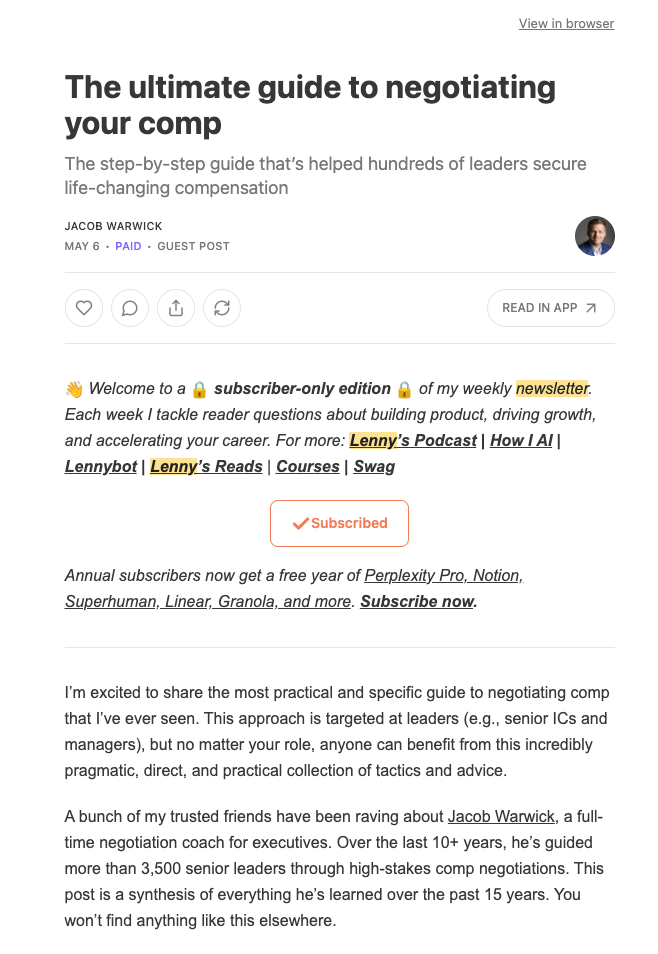 View in browser
The ultimate guide to negotiating
your comp
The step-by-step guide that’s helped hundreds of leaders secure
life-changing compensation
JACOB WARWICK
MAY 6 • PAID • GUEST POST
READ IN APP
👋 Welcome to a 🔒 subscriber-only edition 🔒 of my weekly newsletter.
Each week I tackle reader questions about building product, driving growth,
and accelerating your career. For more: Lenny’s Podcast | How I AI |
Lennybot | Lenny’s Reads | Courses | Swag
Subscribed
Annual subscribers now get a free year of Perplexity Pro, Notion,
Superhuman, Linear, Granola, and more. Subscribe now.
I’m excited to share the most practical and specific guide to negotiating comp
that I’ve ever seen. This approach is targeted at leaders (e.g., senior ICs and
managers), but no matter your role, anyone can benefit from this incredibly
pragmatic, direct, and practical collection of tactics and advice.
A bunch of my trusted friends have been raving about Jacob Warwick, a full-
time negotiation coach for executives. Over the last 10+ years, he’s guided
more than 3,500 senior leaders through high-stakes comp negotiations. This
post is a synthesis of everything he’s learned over the past 15 years. You
won’t find anything like this elsewhere.